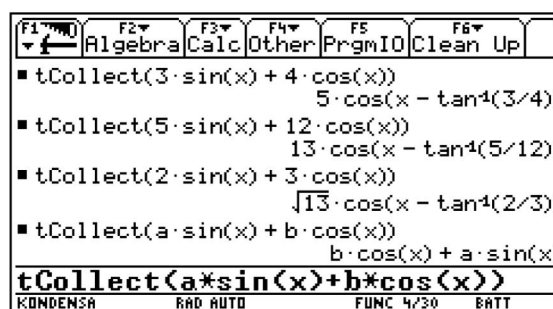 F1 F2 Algebra F3 Calc F4 Other F5 PrgmIO F6 Clean Up
■ tCollect(3·sin(x) + 4·cos(x))
5·cos(x - tan⁻¹(3/4)
■ tCollect(5·sin(x) + 12·cos(x))
13·cos(x - tan⁻¹(5/12)
■ tCollect(2·sin(x) + 3·cos(x))
√13·cos(x - tan⁻¹(2/3)
■ tCollect(a·sin(x) + b·cos(x))
b·cos(x) + a·sin(x
tCollect(a*sin(x)+b*cos(x))
KONDENSA RAD AUTO FUNC 4/30 BATT